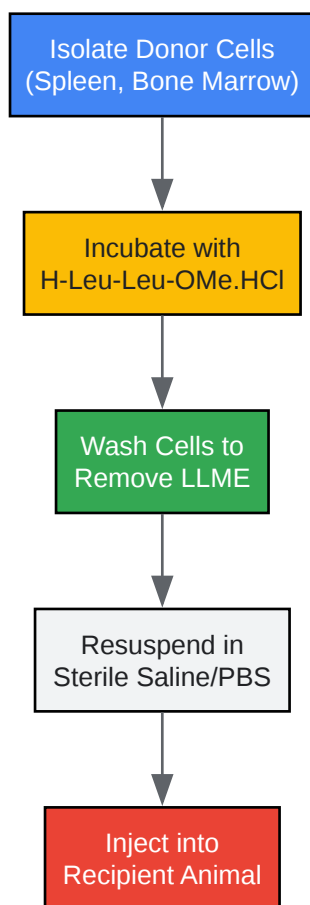 Isolate Donor Cells
(Spleen, Bone Marrow)
Incubate with
H-Leu-Leu-OMe.HCl
Wash Cells to
Remove LLME
Resuspend in
Sterile Saline/PBS
Inject into
Recipient Animal